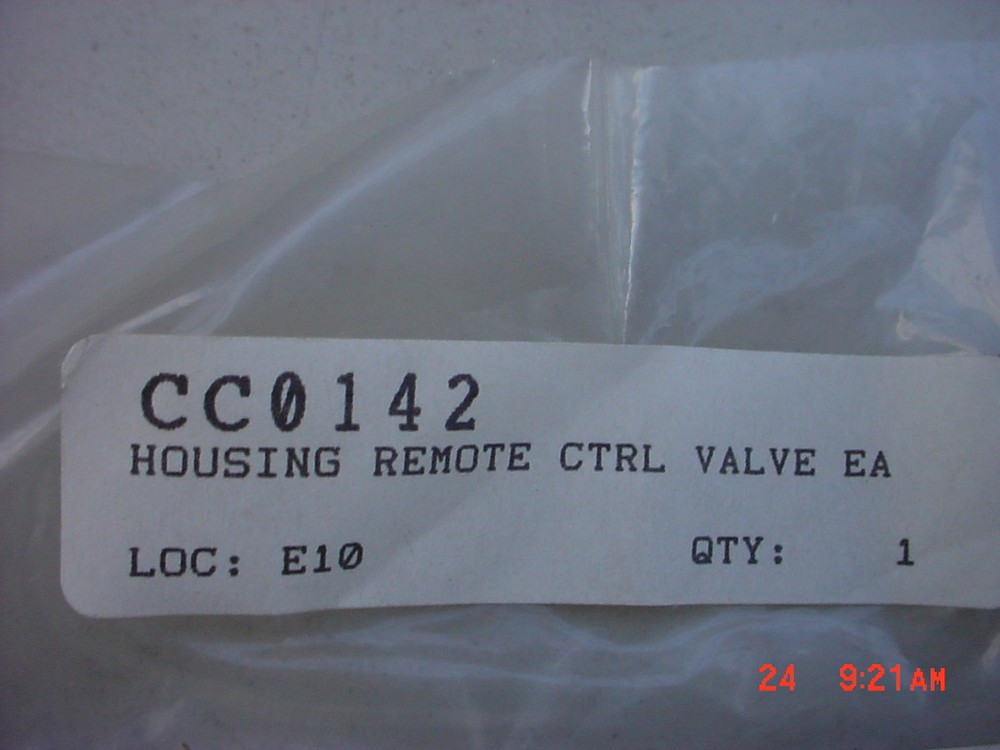 CC0142
HOUSING REMOTE CTRL VALVE EA
LOC: E10 QTY: 1
24 9:21AM